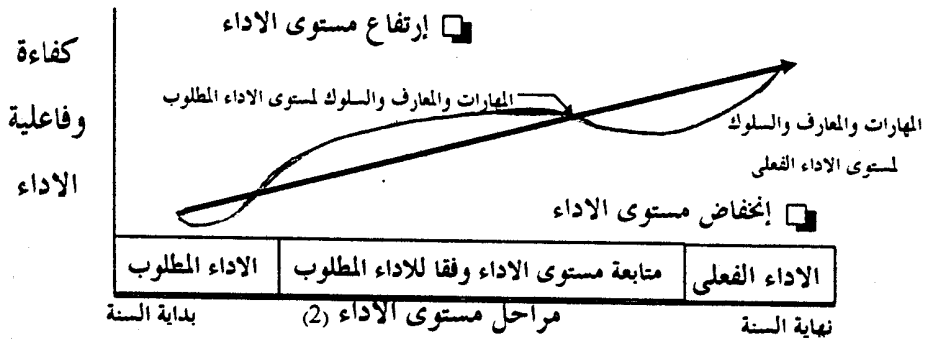 ❏ إرتفاع مستوى الاداء
كفاءة
وفاعلية
الاداء
المهارات والمعارف والسلوك لمستوى الاداء المطلوب
المهارات والمعارف والسلوك
لمستوى الاداء الفعلى
❏ إنخفاض مستوى الاداء
الاداء الفعلى
متابعة مستوى الاداء وفقا للاداء المطلوب
الاداء المطلوب
نهاية السنة
مراحل مستوى الاداء (2)
بداية السنة